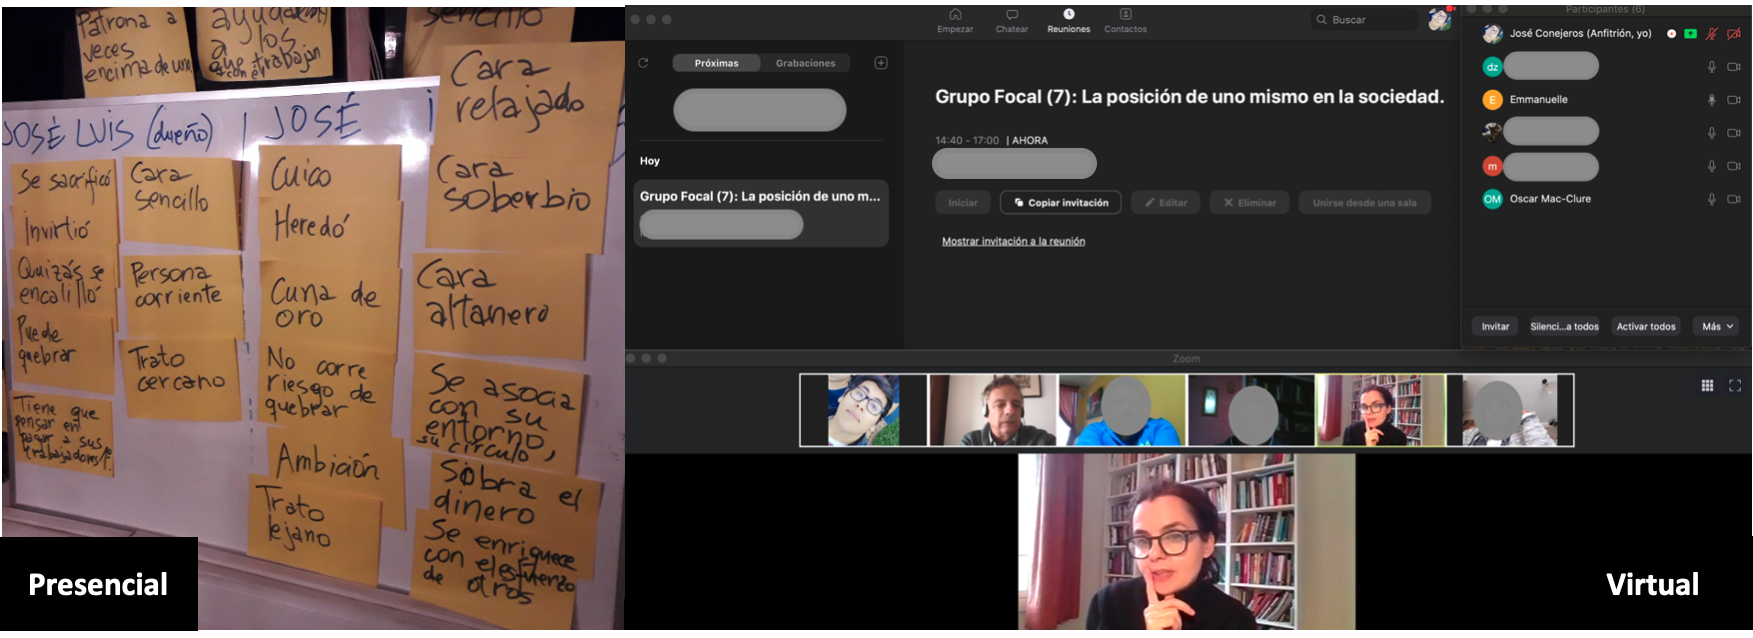 Patrona a
veces
encima de uno
ayudar
a los
que trabajan
con él
sencillo
JOSÉ LUIS (dueño)
JOSÉ
Se sacrificó
Invirtió
Quizás se
encalilló
Puede
quebrar
Tiene que
pensar en
pagar a sus
trabajadores/
Cara
sencillo
Persona
corriente
Trato
cercano
Cuico
Heredó
Cuna de
oro
No corre
riesgo de
quebrar
Ambición
Trato
lejano
Cara
relajado
Cara
soberbio
Cara
altanero
Se asocia
con su
entorno,
su círculo,
Sobra el
dinero
Se enriquece
con el esfuerzo
de otros
Presencial
Empezar
Chatear
Reuniones
Contactos
Buscar
Próximas
Grabaciones
Hoy
Grupo Focal (7): La posición de uno m...
Grupo Focal (7): La posición de uno mismo en la sociedad.
14:40 - 17:00 | AHORA
Iniciar
Copiar invitación
Editar
Eliminar
Unirse desde una sala
Mostrar invitación a la reunión
Participantes (6)
José Conejeros (Anfitrión, yo)
dz
E Emmanuelle
m
OM Oscar Mac-Clure
Invitar
Silenci...a todos
Activar todos
Más
Zoom
Virtual